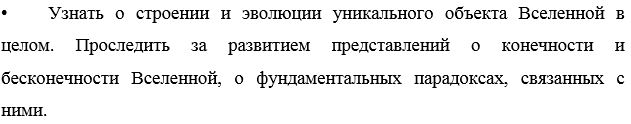 • Узнать о строении и эволюции уникального объекта Вселенной в
целом. Проследить за развитием представлений о конечности и
бесконечности Вселенной, о фундаментальных парадоксах, связанных с
ними.